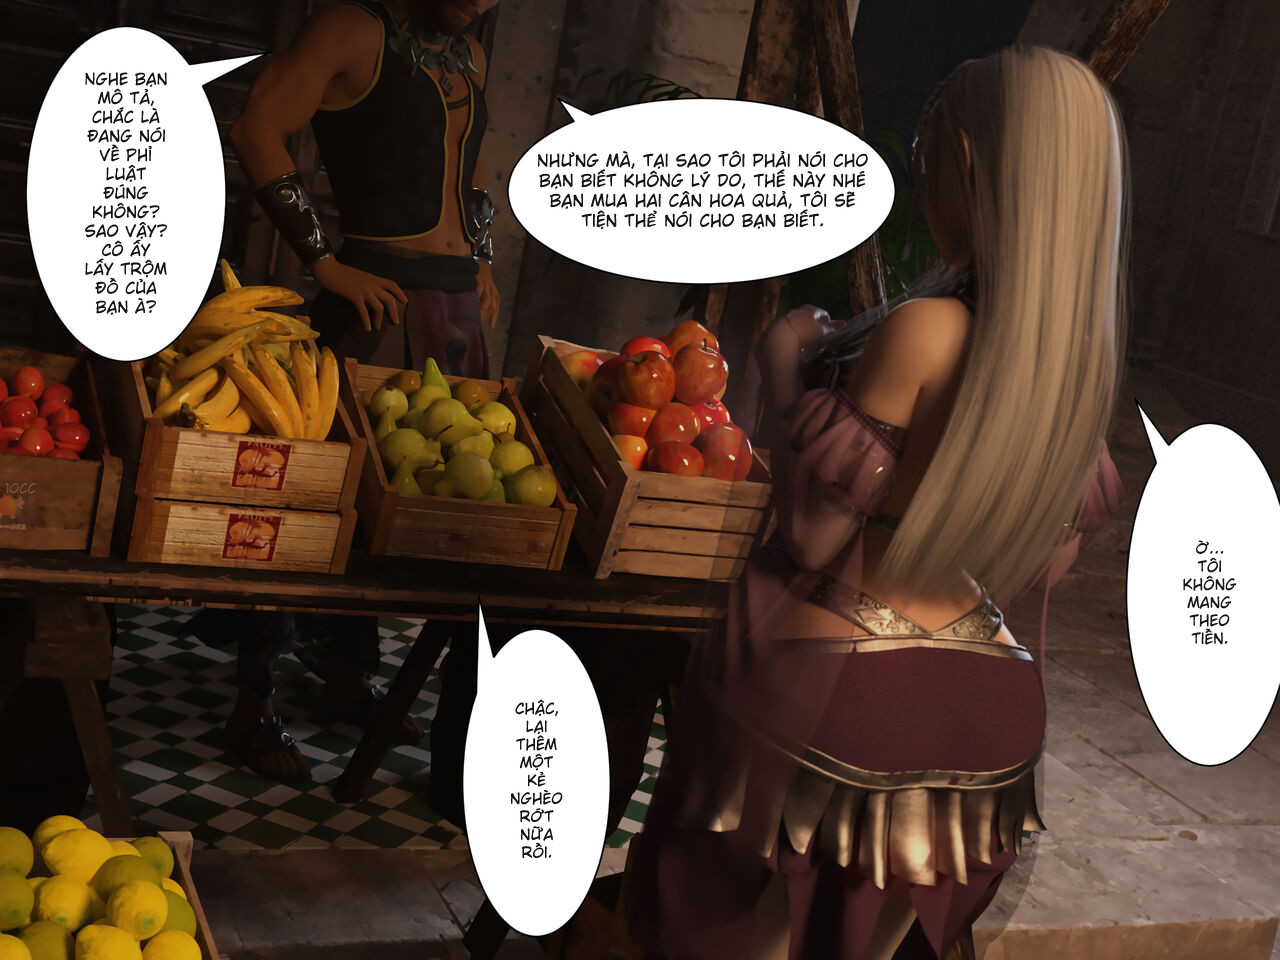 NGHE BẠN
MÔ TẢ,
CHẮC LÀ
ĐANG NÓI
VỀ PHỈ
LUẬT
ĐÚNG
KHÔNG?
SAO VẬY?
CÔ ẤY
LẤY TRỘM
ĐỒ CỦA
BẠN À?
NHƯNG MÀ, TẠI SAO TÔI PHẢI NÓI CHO
BẠN BIẾT KHÔNG LÝ DO, THẾ NÀY NHÉ
BẠN MUA HAI CÂN HOA QUẢ, TÔI SẼ
TIỆN THỂ NÓI CHO BẠN BIẾT.
Ờ...
TÔI
KHÔNG
MANG
THEO
TIỀN.
CHẬC,
LẠI
THÊM
MỘT
KẺ
NGHÈO
RỚT
NỮA
RỒI.
FRUITS
FRUITS
10CC